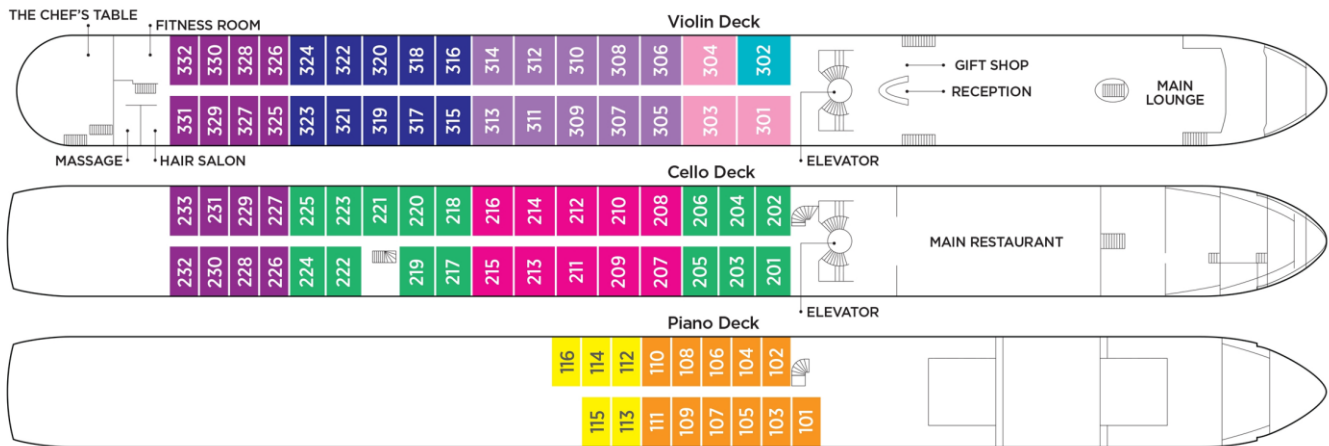 THE CHEF'S TABLE
FITNESS ROOM
Violin Deck
332 330 328 326 324 322 320 318 316 314 312 310 308 306 304 302
GIFT SHOP
RECEPTION
MAIN
LOUNGE
331 329 327 325 323 321 319 317 315 313 311 309 307 305 303 301
MASSAGE
HAIR SALON
ELEVATOR
Cello Deck
233 231 229 227 225 223 221 220 218 216 214 212 210 208 206 204 202
MAIN RESTAURANT
232 230 228 226 224 222 219 217 215 213 211 209 207 205 203 201
ELEVATOR
Piano Deck
116 114 112 110 108 106 104 102
115 113 111 109 107 105 103 101